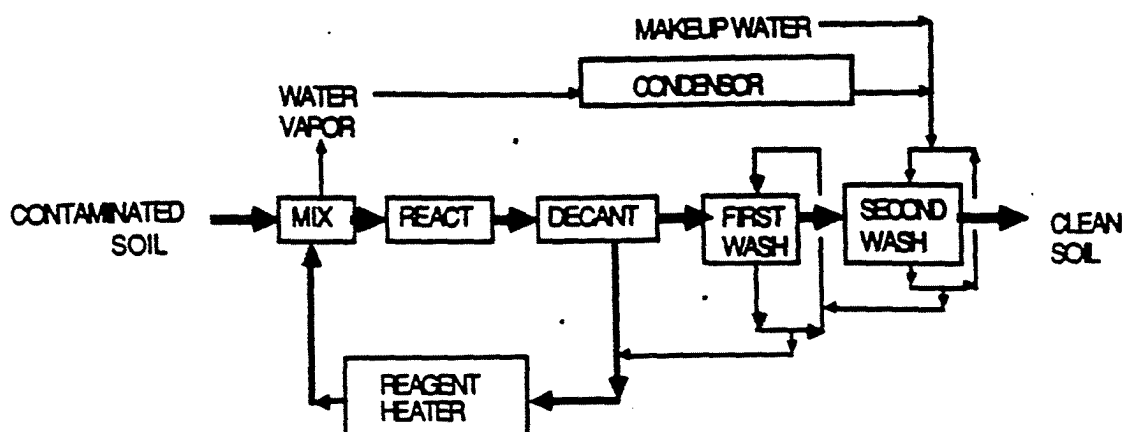 MAKEUP WATER
CONDENSOR
WATER
VAPOR
CONTAMINATED
SOIL
MIX
REACT
DECANT
FIRST
WASH
SECOND
WASH
CLEAN
SOIL
REAGENT
HEATER